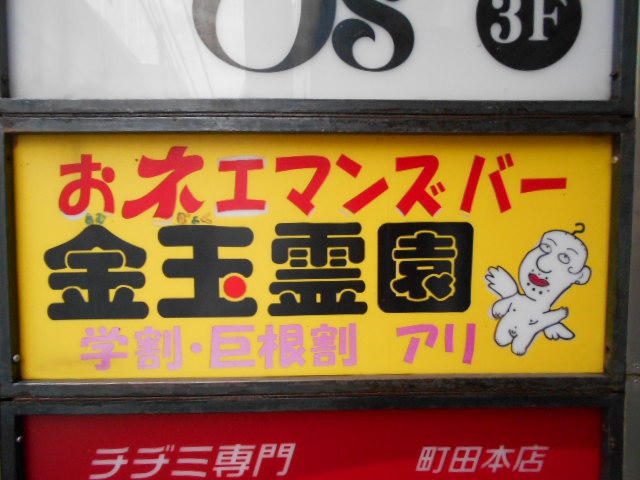 Os
3F
おネエマンズバー
金玉霊園
学割・巨根割 アリ
チヂミ専門
町田本店